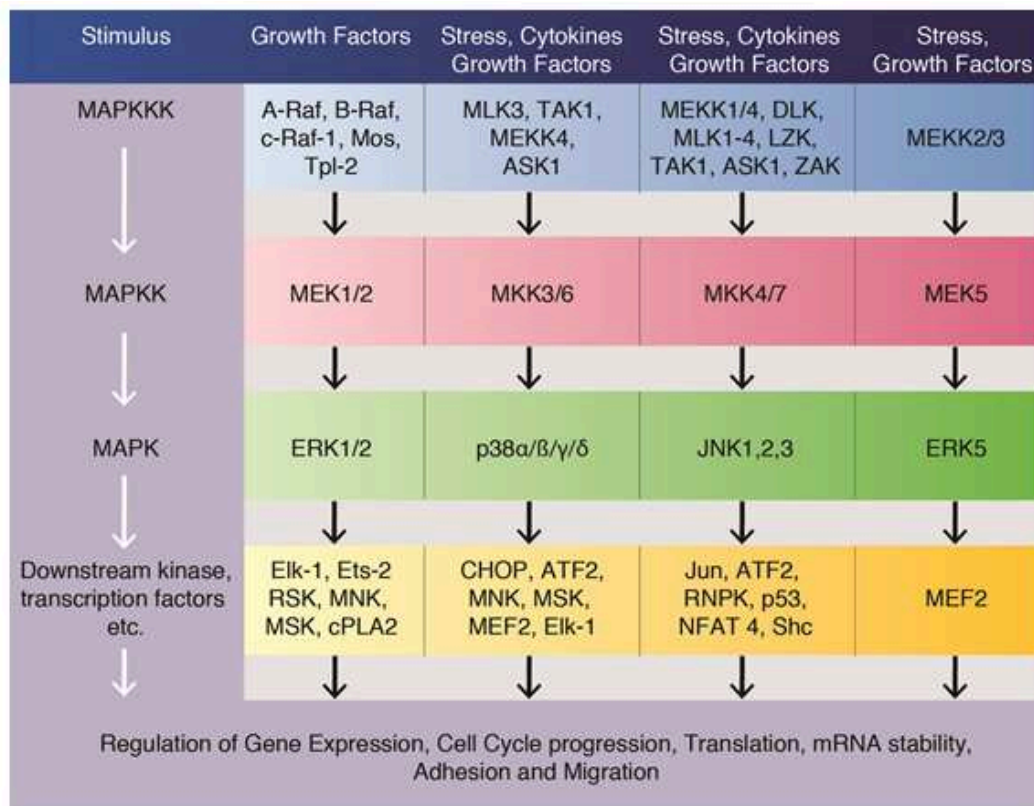 Stimulus
Growth Factors
Stress, Cytokines
Growth Factors
Stress, Cytokines
Growth Factors
Stress,
Growth Factors
MAPKKK
A-Raf, B-Raf,
c-Raf-1, Mos,
Tpl-2
MLK3, TAK1,
MEKK4,
ASK1
MEKK1/4, DLK,
MLK1-4, LZK,
TAK1, ASK1, ZAK
MEKK2/3
MAPKK
MEK1/2
MKK3/6
MKK4/7
MEK5
MAPK
ERK1/2
p38α/ß/γ/δ
JNK1,2,3
ERK5
Downstream kinase,
transcription factors
etc.
Elk-1, Ets-2
RSK, MNK,
MSK, cPLA2
CHOP, ATF2,
MNK, MSK,
MEF2, Elk-1
Jun, ATF2,
RNPK, p53,
NFAT 4, Shc
MEF2
Regulation of Gene Expression, Cell Cycle progression, Translation, mRNA stability,
Adhesion and Migration